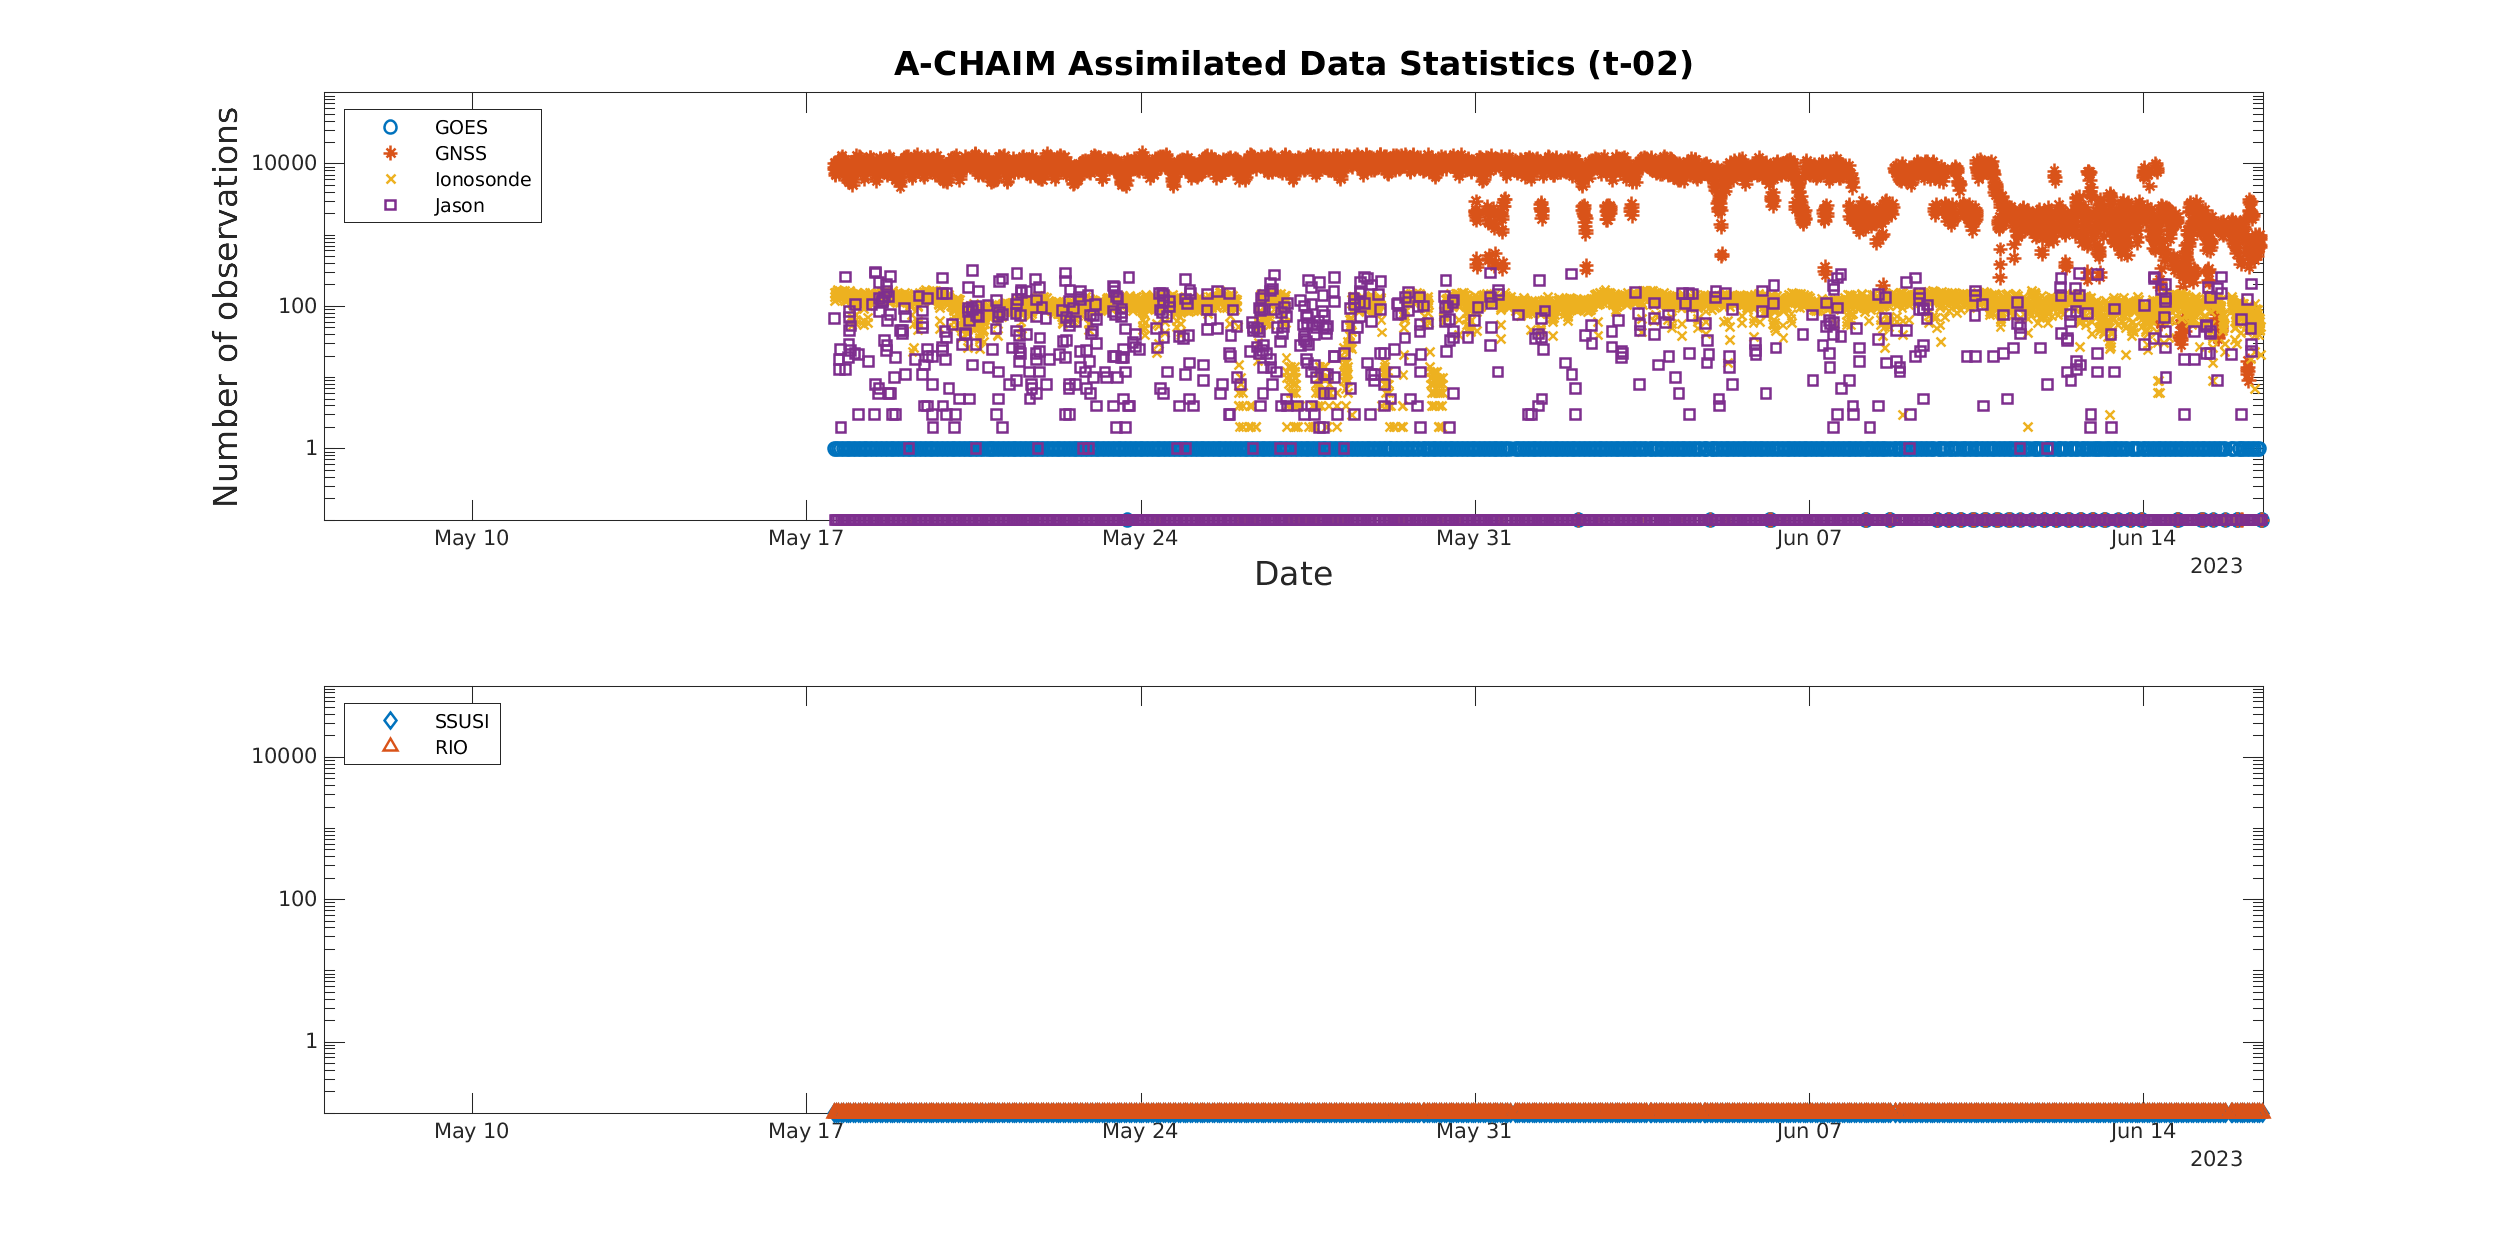 A-CHAIM Assimilated Data Statistics (t-02)
Number of observations
10000
100
1
GOES
GNSS
Ionosonde
Jason
May 10 May 17 May 24 May 31 Jun 07 Jun 14
2023
Date
10000
100
1
SSUSI
RIO
May 10 May 17 May 24 May 31 Jun 07 Jun 14
2023